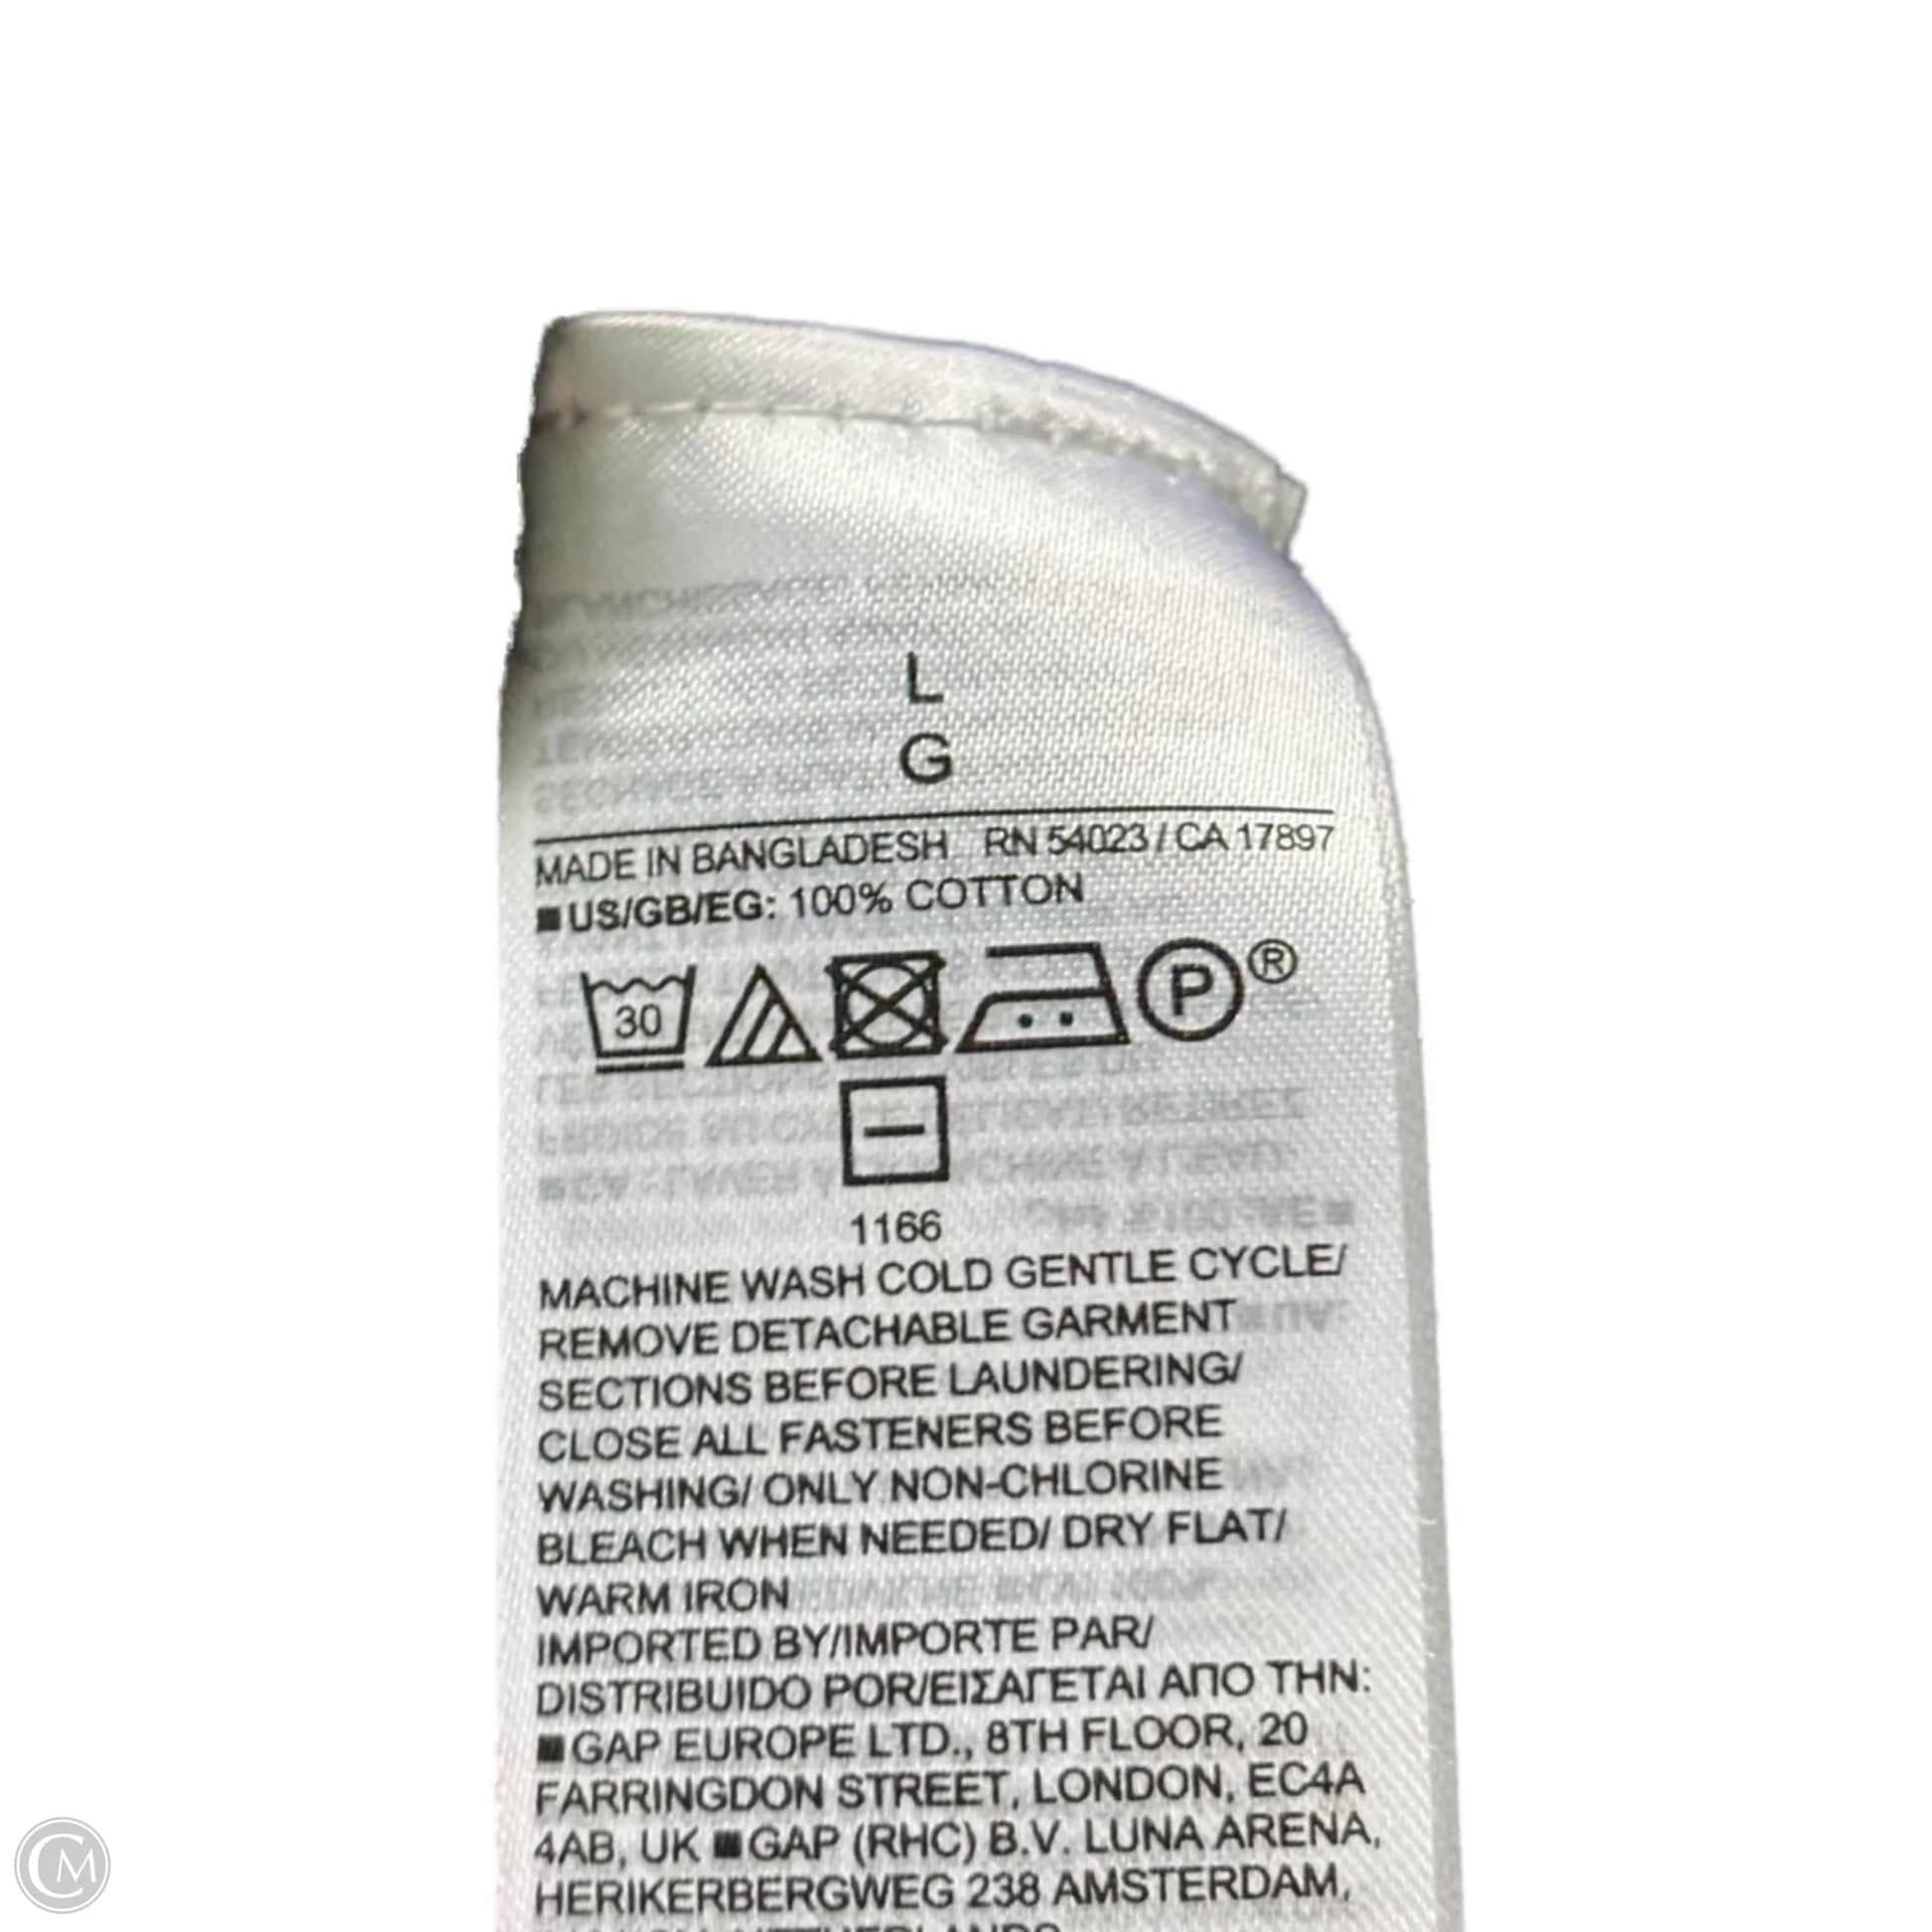 L
G
MADE IN BANGLADESH RN 54023 / CA 17897
■US/GB/EG: 100% COTTON
30 P ®
1166
MACHINE WASH COLD GENTLE CYCLE/
REMOVE DETACHABLE GARMENT
SECTIONS BEFORE LAUNDERING/
CLOSE ALL FASTENERS BEFORE
WASHING/ ONLY NON-CHLORINE
BLEACH WHEN NEEDED/ DRY FLAT/
WARM IRON
IMPORTED BY/IMPORTE PAR/
DISTRIBUIDO POR/ΕΙΣΑΓΕΤΑΙ ΑΠΟ ΤΗΝ:
■GAP EUROPE LTD., 8TH FLOOR, 20
FARRINGDON STREET, LONDON, EC4A
4AB, UK ■GAP (RHC) B.V. LUNA ARENA,
HERIKERBERGWEG 238 AMSTERDAM,
NETHERLANDS
CM